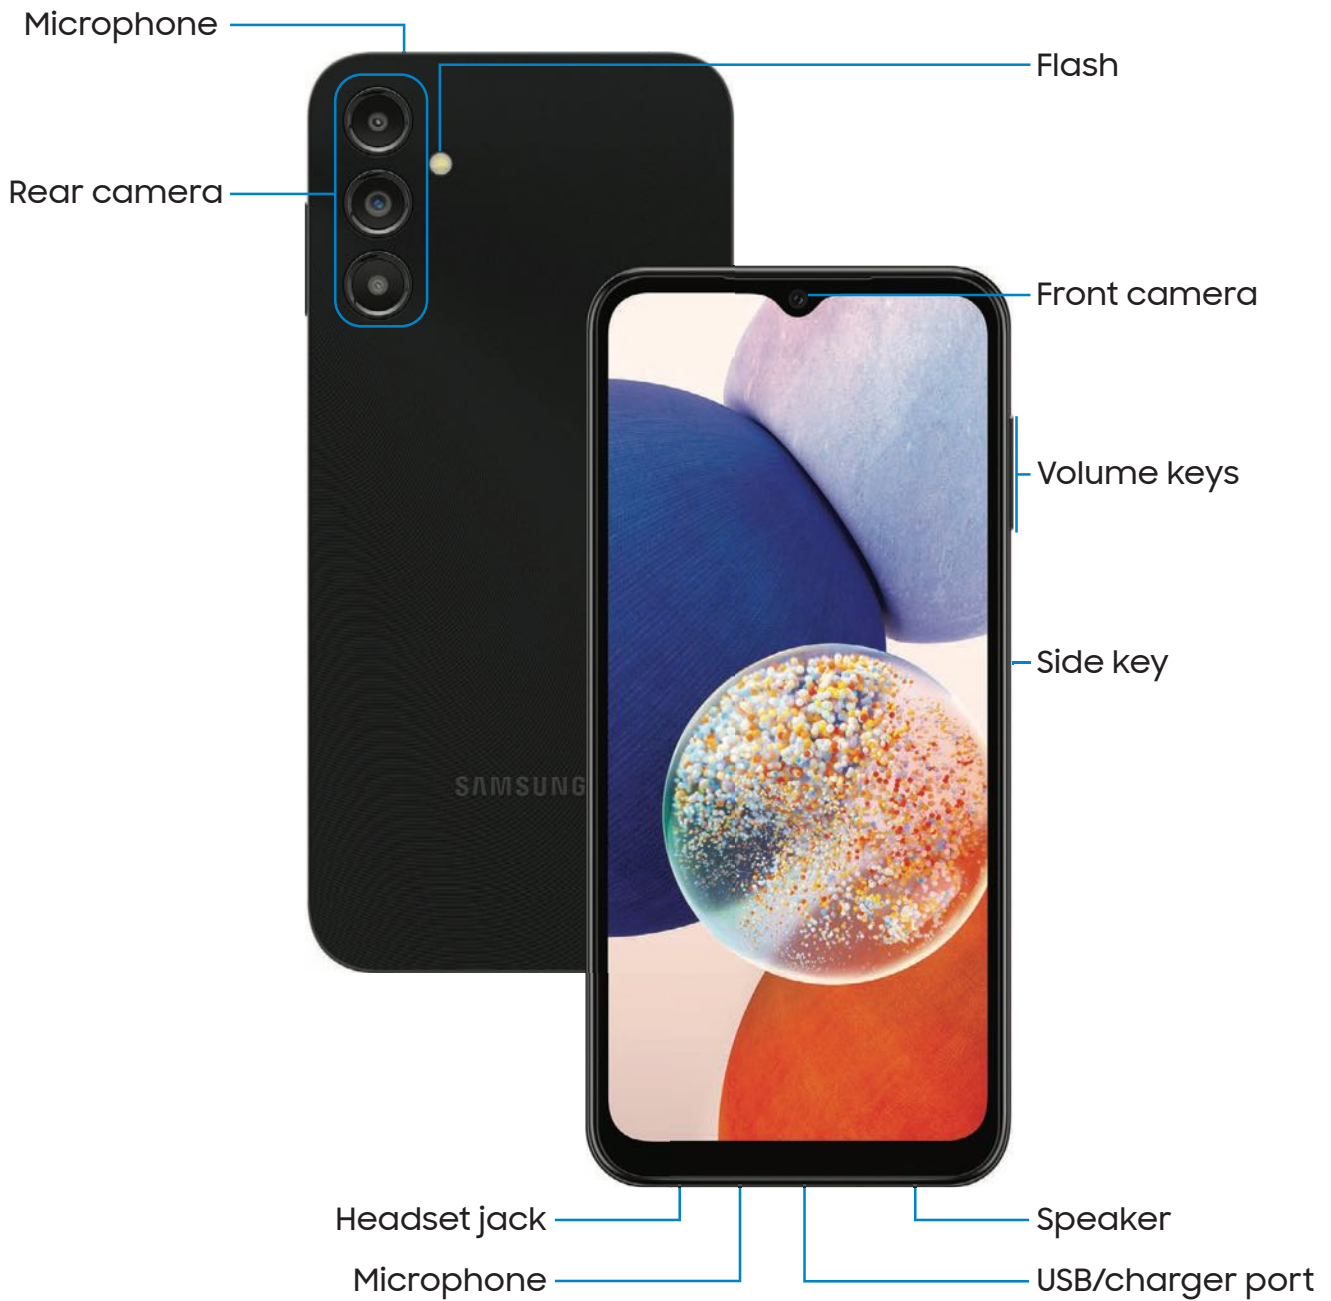 Microphone
Flash
Rear camera
Front camera
Volume keys
Side key
SAMSUNG
Headset jack
Speaker
Microphone
USB/charger port